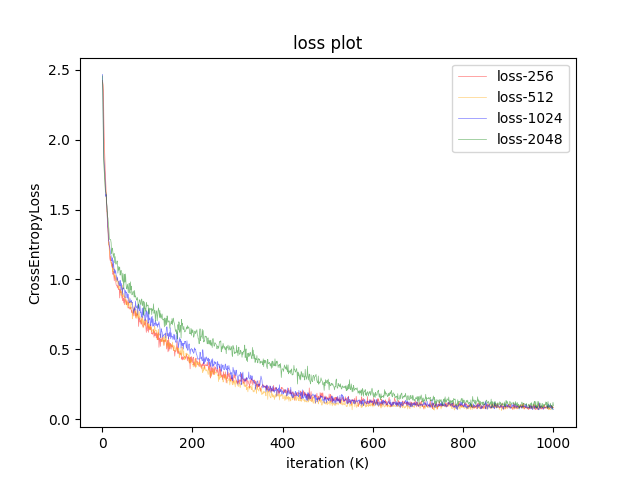 loss plot
loss-256
loss-512
loss-1024
loss-2048
CrossEntropyLoss
2.5
2.0
1.5
1.0
0.5
0.0
0 200 400 600 800 1000
iteration (K)